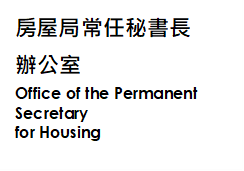 房屋局常任秘書長
辦公室
Office of the Permanent
Secretary
for Housing